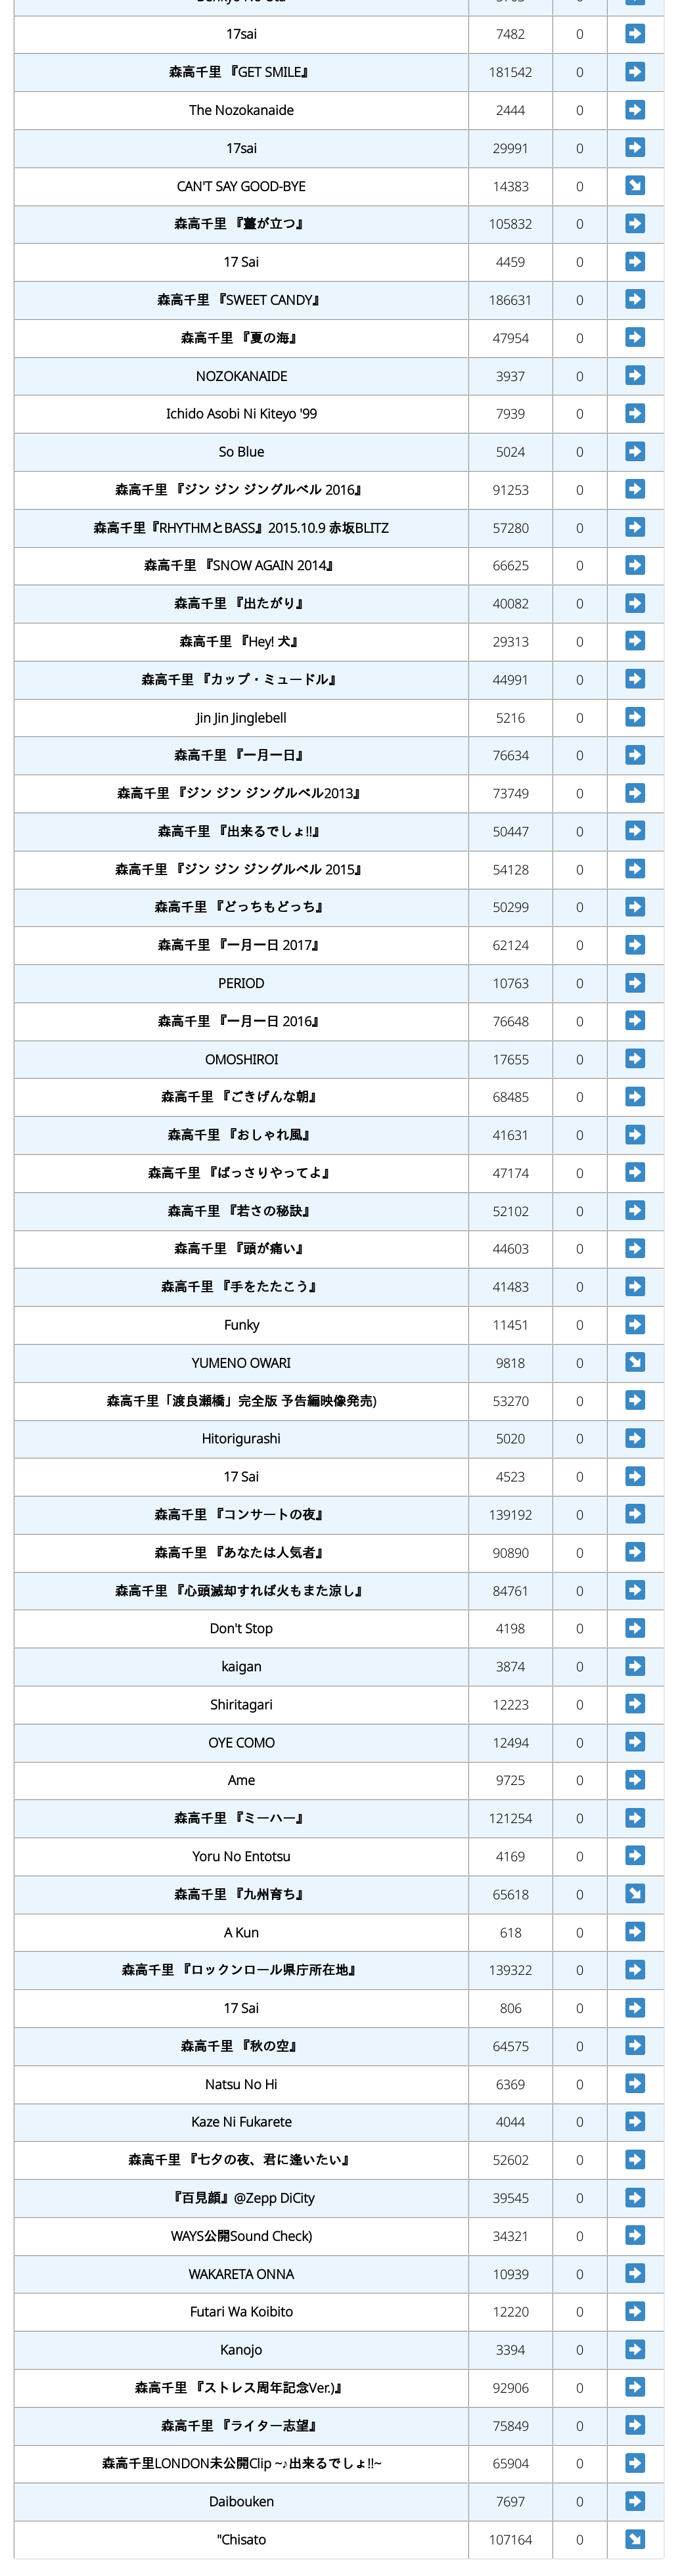 17sai 7482 0
森高千里 『GET SMILE』 181542 0
The Nozokanaide 2444 0
17sai 29991 0
CAN'T SAY GOOD-BYE 14383 0
森高千里 『薹が立つ』 105832 0
17 Sai 4459 0
森高千里 『SWEET CANDY』 186631 0
森高千里 『夏の海』 47954 0
NOZOKANAIDE 3937 0
Ichido Asobi Ni Kiteyo '99 7939 0
So Blue 5024 0
森高千里 『ジン ジン ジングルベル 2016』 91253 0
森高千里『RHYTHMとBASS』2015.10.9 赤坂BLITZ 57280 0
森高千里 『SNOW AGAIN 2014』 66625 0
森高千里 『出たがり』 40082 0
森高千里 『Hey! 犬』 29313 0
森高千里 『カップ・ミュードル』 44991 0
Jin Jin Jinglebell 5216 0
森高千里 『一月一日』 76634 0
森高千里 『ジン ジン ジングルベル2013』 73749 0
森高千里 『出来るでしょ!!』 50447 0
森高千里 『ジン ジン ジングルベル 2015』 54128 0
森高千里 『どっちもどっち』 50299 0
森高千里 『一月一日 2017』 62124 0
PERIOD 10763 0
森高千里 『一月一日 2016』 76648 0
OMOSHIROI 17655 0
森高千里 『ごきげんな朝』 68485 0
森高千里 『おしゃれ風』 41631 0
森高千里 『ばっさりやってよ』 47174 0
森高千里 『若さの秘訣』 52102 0
森高千里 『頭が痛い』 44603 0
森高千里 『手をたたこう』 41483 0
Funky 11451 0
YUMENO OWARI 9818 0
森高千里「渡良瀬橋」完全版 予告編映像発売) 53270 0
Hitorigurashi 5020 0
17 Sai 4523 0
森高千里 『コンサートの夜』 139192 0
森高千里 『あなたは人気者』 90890 0
森高千里 『心頭滅却すれば火もまた涼し』 84761 0
Don't Stop 4198 0
kaigan 3874 0
Shiritagari 12223 0
OYE COMO 12494 0
Ame 9725 0
森高千里 『ミーハー』 121254 0
Yoru No Entotsu 4169 0
森高千里 『九州育ち』 65618 0
A Kun 618 0
森高千里 『ロックンロール県庁所在地』 139322 0
17 Sai 806 0
森高千里 『秋の空』 64575 0
Natsu No Hi 6369 0
Kaze Ni Fukarete 4044 0
森高千里 『七夕の夜、君に逢いたい』 52602 0
『百見顔』@Zepp DiCity 39545 0
WAYS公開Sound Check) 34321 0
WAKARETA ONNA 10939 0
Futari Wa Koibito 12220 0
Kanojo 3394 0
森高千里 『ストレス周年記念Ver.)』 92906 0
森高千里 『ライター志望』 75849 0
森高千里LONDON未公開Clip ~♪出来るでしょ!!~ 65904 0
Daibouken 7697 0
"Chisato 107164 0